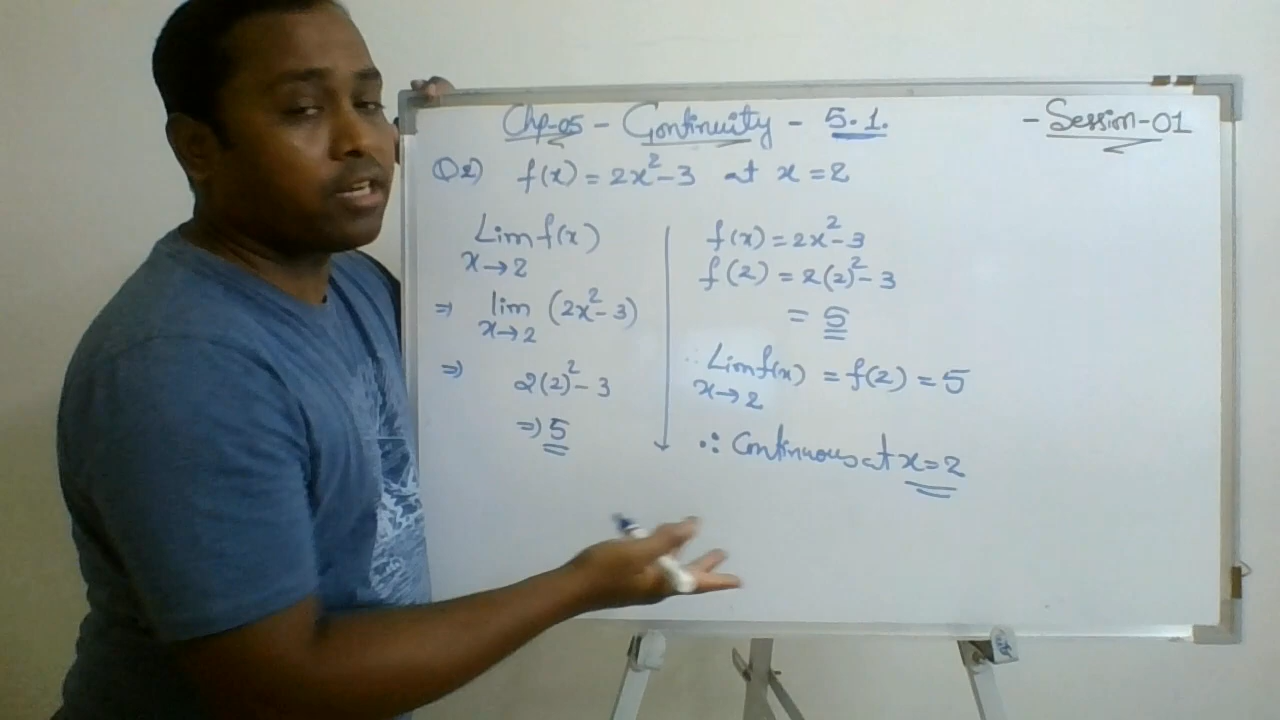 Chp-05 - Continuity - 5.1.
- Session-01
Q2) f(x) = 2x² - 3 at x = 2
Lim f(x)
x→2
⇒ lim (2x² - 3)
x→2
⇒ 2(2)² - 3
⇒ 5
f(x) = 2x² - 3
f(2) = 2(2)² - 3
= 5
∴ Lim f(x) = f(2) = 5
x→2
∴ Continuous at x = 2